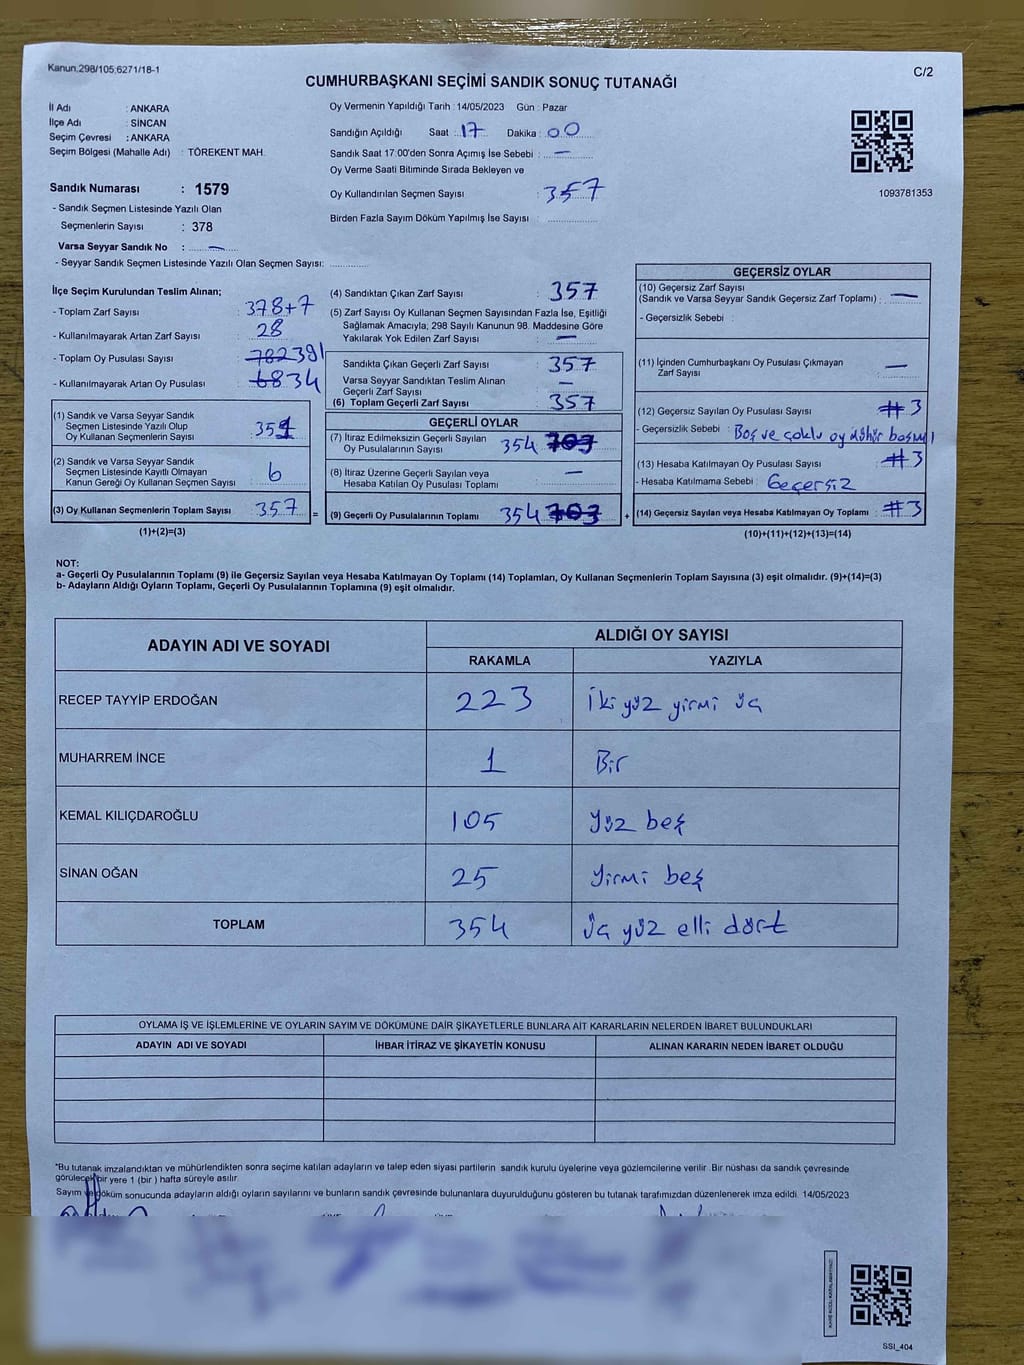 Kanun:298/105;6271/18-1
C/2
CUMHURBAŞKANI SEÇİMİ SANDIK SONUÇ TUTANAĞI
İl Adı : ANKARA
İlçe Adı : SİNCAN
Seçim Çevresi : ANKARA
Seçim Bölgesi (Mahalle Adı) : TÖREKENT MAH.
Sandık Numarası : 1579
- Sandık Seçmen Listesinde Yazılı Olan
Seçmenlerin Sayısı : 378
Varsa Seyyar Sandık No : —
- Seyyar Sandık Seçmen Listesinde Yazılı Olan Seçmen Sayısı:
Oy Vermenin Yapıldığı Tarih : 14/05/2023 Gün : Pazar
Sandığın Açıldığı Saat : 17 Dakika : 00
Sandık Saat 17:00'den Sonra Açımış İse Sebebi : —
Oy Verme Saati Bitiminde Sırada Bekleyen ve
Oy Kullandırılan Seçmen Sayısı : 357
Birden Fazla Sayım Döküm Yapılmış İse Sayısı :
1093781353
İlçe Seçim Kurulundan Teslim Alınan;
- Toplam Zarf Sayısı : 378+7
- Kullanılmayarak Artan Zarf Sayısı : 28
- Toplam Oy Pusulası Sayısı : 782 391
- Kullanılmayarak Artan Oy Pusulası : 68 34
(1) Sandık ve Varsa Seyyar Sandık
Seçmen Listesinde Yazılı Olup
Oy Kullanan Seçmenlerin Sayısı : 351
(2) Sandık ve Varsa Seyyar Sandık
Seçmen Listesinde Kayıtlı Olmayan
Kanun Gereği Oy Kullanan Seçmen Sayısı : 6
(3) Oy Kullanan Seçmenlerin Toplam Sayısı : 357 =
(1)+(2)=(3)
(4) Sandıktan Çıkan Zarf Sayısı : 357
(5) Zarf Sayısı Oy Kullanan Seçmen Sayısından Fazla İse, Eşitliği
Sağlamak Amacıyla; 298 Sayılı Kanunun 98. Maddesine Göre
Yakılarak Yok Edilen Zarf Sayısı : —
Sandıkta Çıkan Geçerli Zarf Sayısı : 357
Varsa Seyyar Sandıktan Teslim Alınan
Geçerli Zarf Sayısı : —
(6) Toplam Geçerli Zarf Sayısı : 357
GEÇERLİ OYLAR
(7) İtiraz Edilmeksizin Geçerli Sayılan
Oy Pusulalarının Sayısı : 354 703
(8) İtiraz Üzerine Geçerli Sayılan veya
Hesaba Katılan Oy Pusulası Toplamı : —
(9) Geçerli Oy Pusulalarının Toplamı : 354 703 +
GEÇERSİZ OYLAR
(10) Geçersiz Zarf Sayısı
(Sandık ve Varsa Seyyar Sandık Geçersiz Zarf Toplamı) : —
- Geçersizlik Sebebi :
(11) İçinden Cumhurbaşkanı Oy Pusulası Çıkmayan
Zarf Sayısı : —
(12) Geçersiz Sayılan Oy Pusulası Sayısı : 3
- Geçersizlik Sebebi : Boş ve çoklu oy mühür basımı
(13) Hesaba Katılmayan Oy Pusulası Sayısı : 3
- Hesaba Katılmama Sebebi : Geçersiz
(14) Geçersiz Sayılan veya Hesaba Katılmayan Oy Toplamı : 3
(10)+(11)+(12)+(13)=(14)
NOT:
a- Geçerli Oy Pusulalarının Toplamı (9) ile Geçersiz Sayılan veya Hesaba Katılmayan Oy Toplamı (14) Toplamları, Oy Kullanan Seçmenlerin Toplam Sayısına (3) eşit olmalıdır. (9)+(14)=(3)
b- Adayların Aldığı Oyların Toplamı, Geçerli Oy Pusulalarının Toplamına (9) eşit olmalıdır.
ADAYIN ADI VE SOYADI
ALDIĞI OY SAYISI
RAKAMLA YAZIYLA
RECEP TAYYİP ERDOĞAN 223 İki yüz yirmi üç
MUHARREM İNCE 1 Bir
KEMAL KILIÇDAROĞLU 105 Yüz beş
SİNAN OĞAN 25 Yirmi beş
TOPLAM 354 Üç yüz elli dört
OYLAMA İŞ VE İŞLEMLERİNE VE OYLARIN SAYIM VE DÖKÜMÜNE DAİR ŞİKAYETLERLE BUNLARA AİT KARARLARIN NELERDEN İBARET BULUNDUKLARI
ADAYIN ADI VE SOYADI İHBAR İTİRAZ VE ŞİKAYETİN KONUSU ALINAN KARARIN NEDEN İBARET OLDUĞU
*Bu tutanak imzalandıktan ve mühürlendikten sonra seçime katılan adayların ve talep eden siyasi partilerin sandık kurulu üyelerine veya gözlemcilerine verilir. Bir nüshası da sandık çevresinde
görülecek bir yere 1 (bir ) hafta süreyle asılır.
Sayım ve döküm sonucunda adayların aldığı oyların sayılarını ve bunların sandık çevresinde bulunanlara duyurulduğunu gösteren bu tutanak tarafımızdan düzenlenerek imza edildi. 14/05/2023
SSİ_404